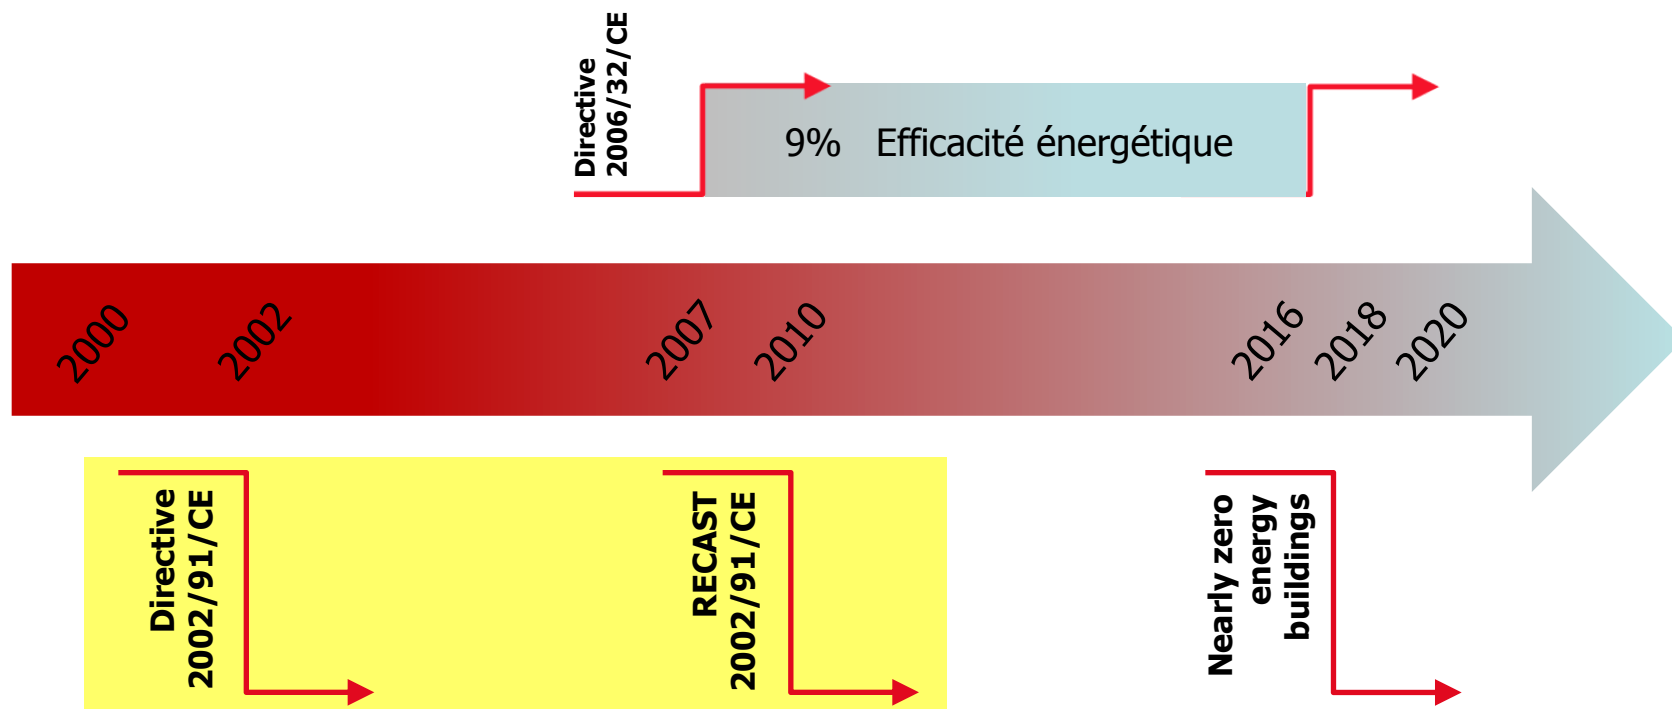 Directive
2006/32/CE
9% Efficacité énergétique
2000
2002
2007
2010
2016
2018
2020
Directive
2002/91/CE
RECAST
2002/91/CE
Nearly zero
energy
buildings